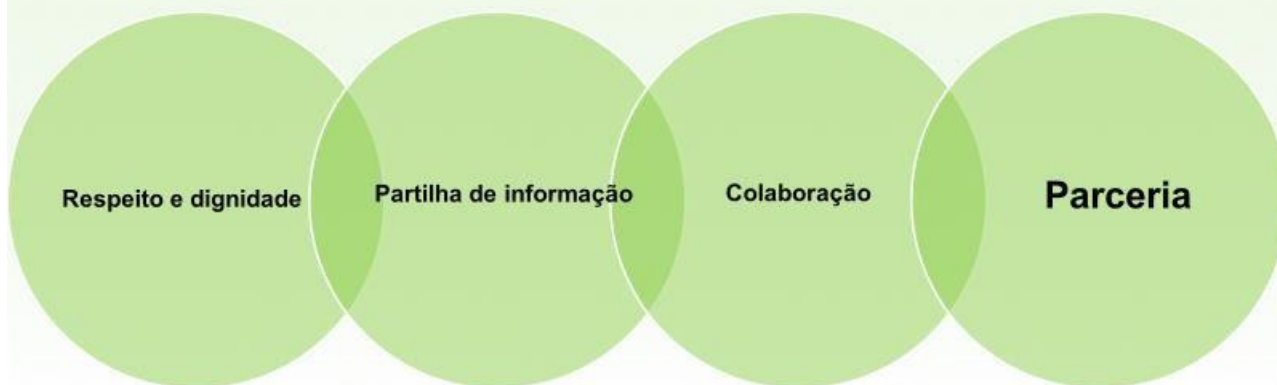 Respeito e dignidade
Partilha de informação
Colaboração
Parceria